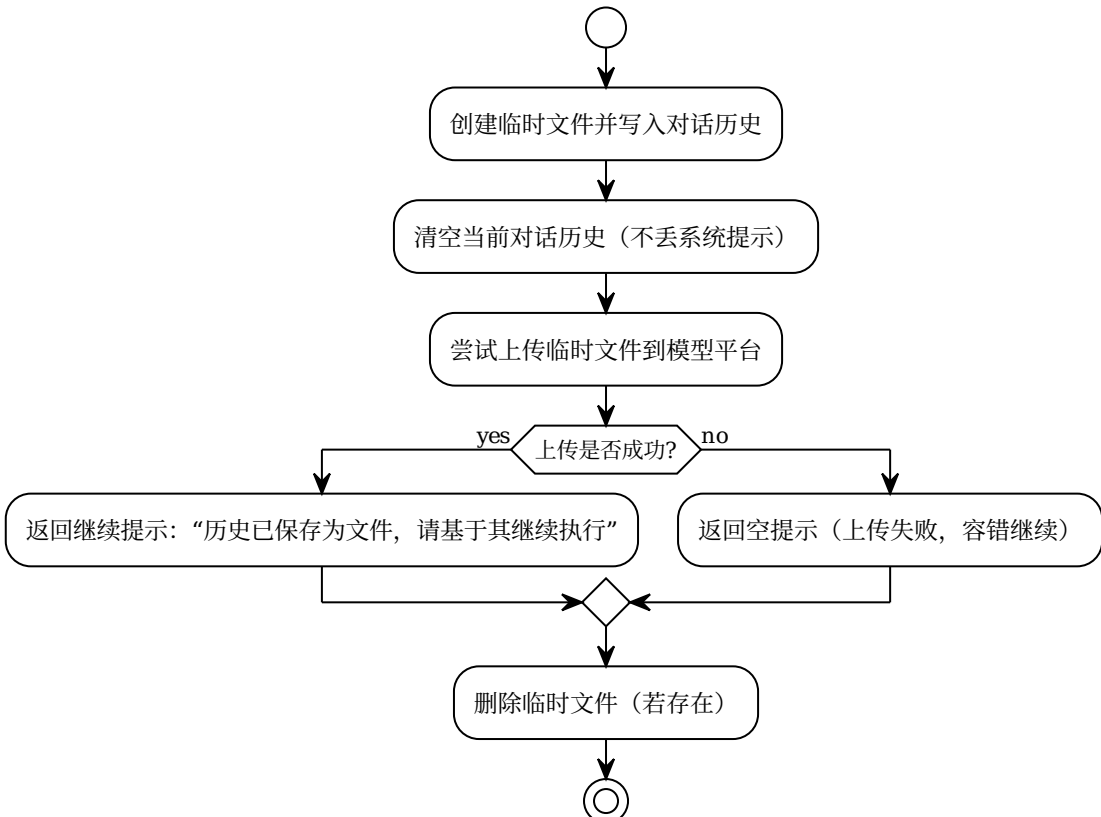 创建临时文件并写入对话历史
清空当前对话历史（不丢系统提示）
尝试上传临时文件到模型平台
yes
上传是否成功?
no
返回继续提示：“历史已保存为文件，请基于其继续执行”
返回空提示（上传失败，容错继续）
删除临时文件（若存在）